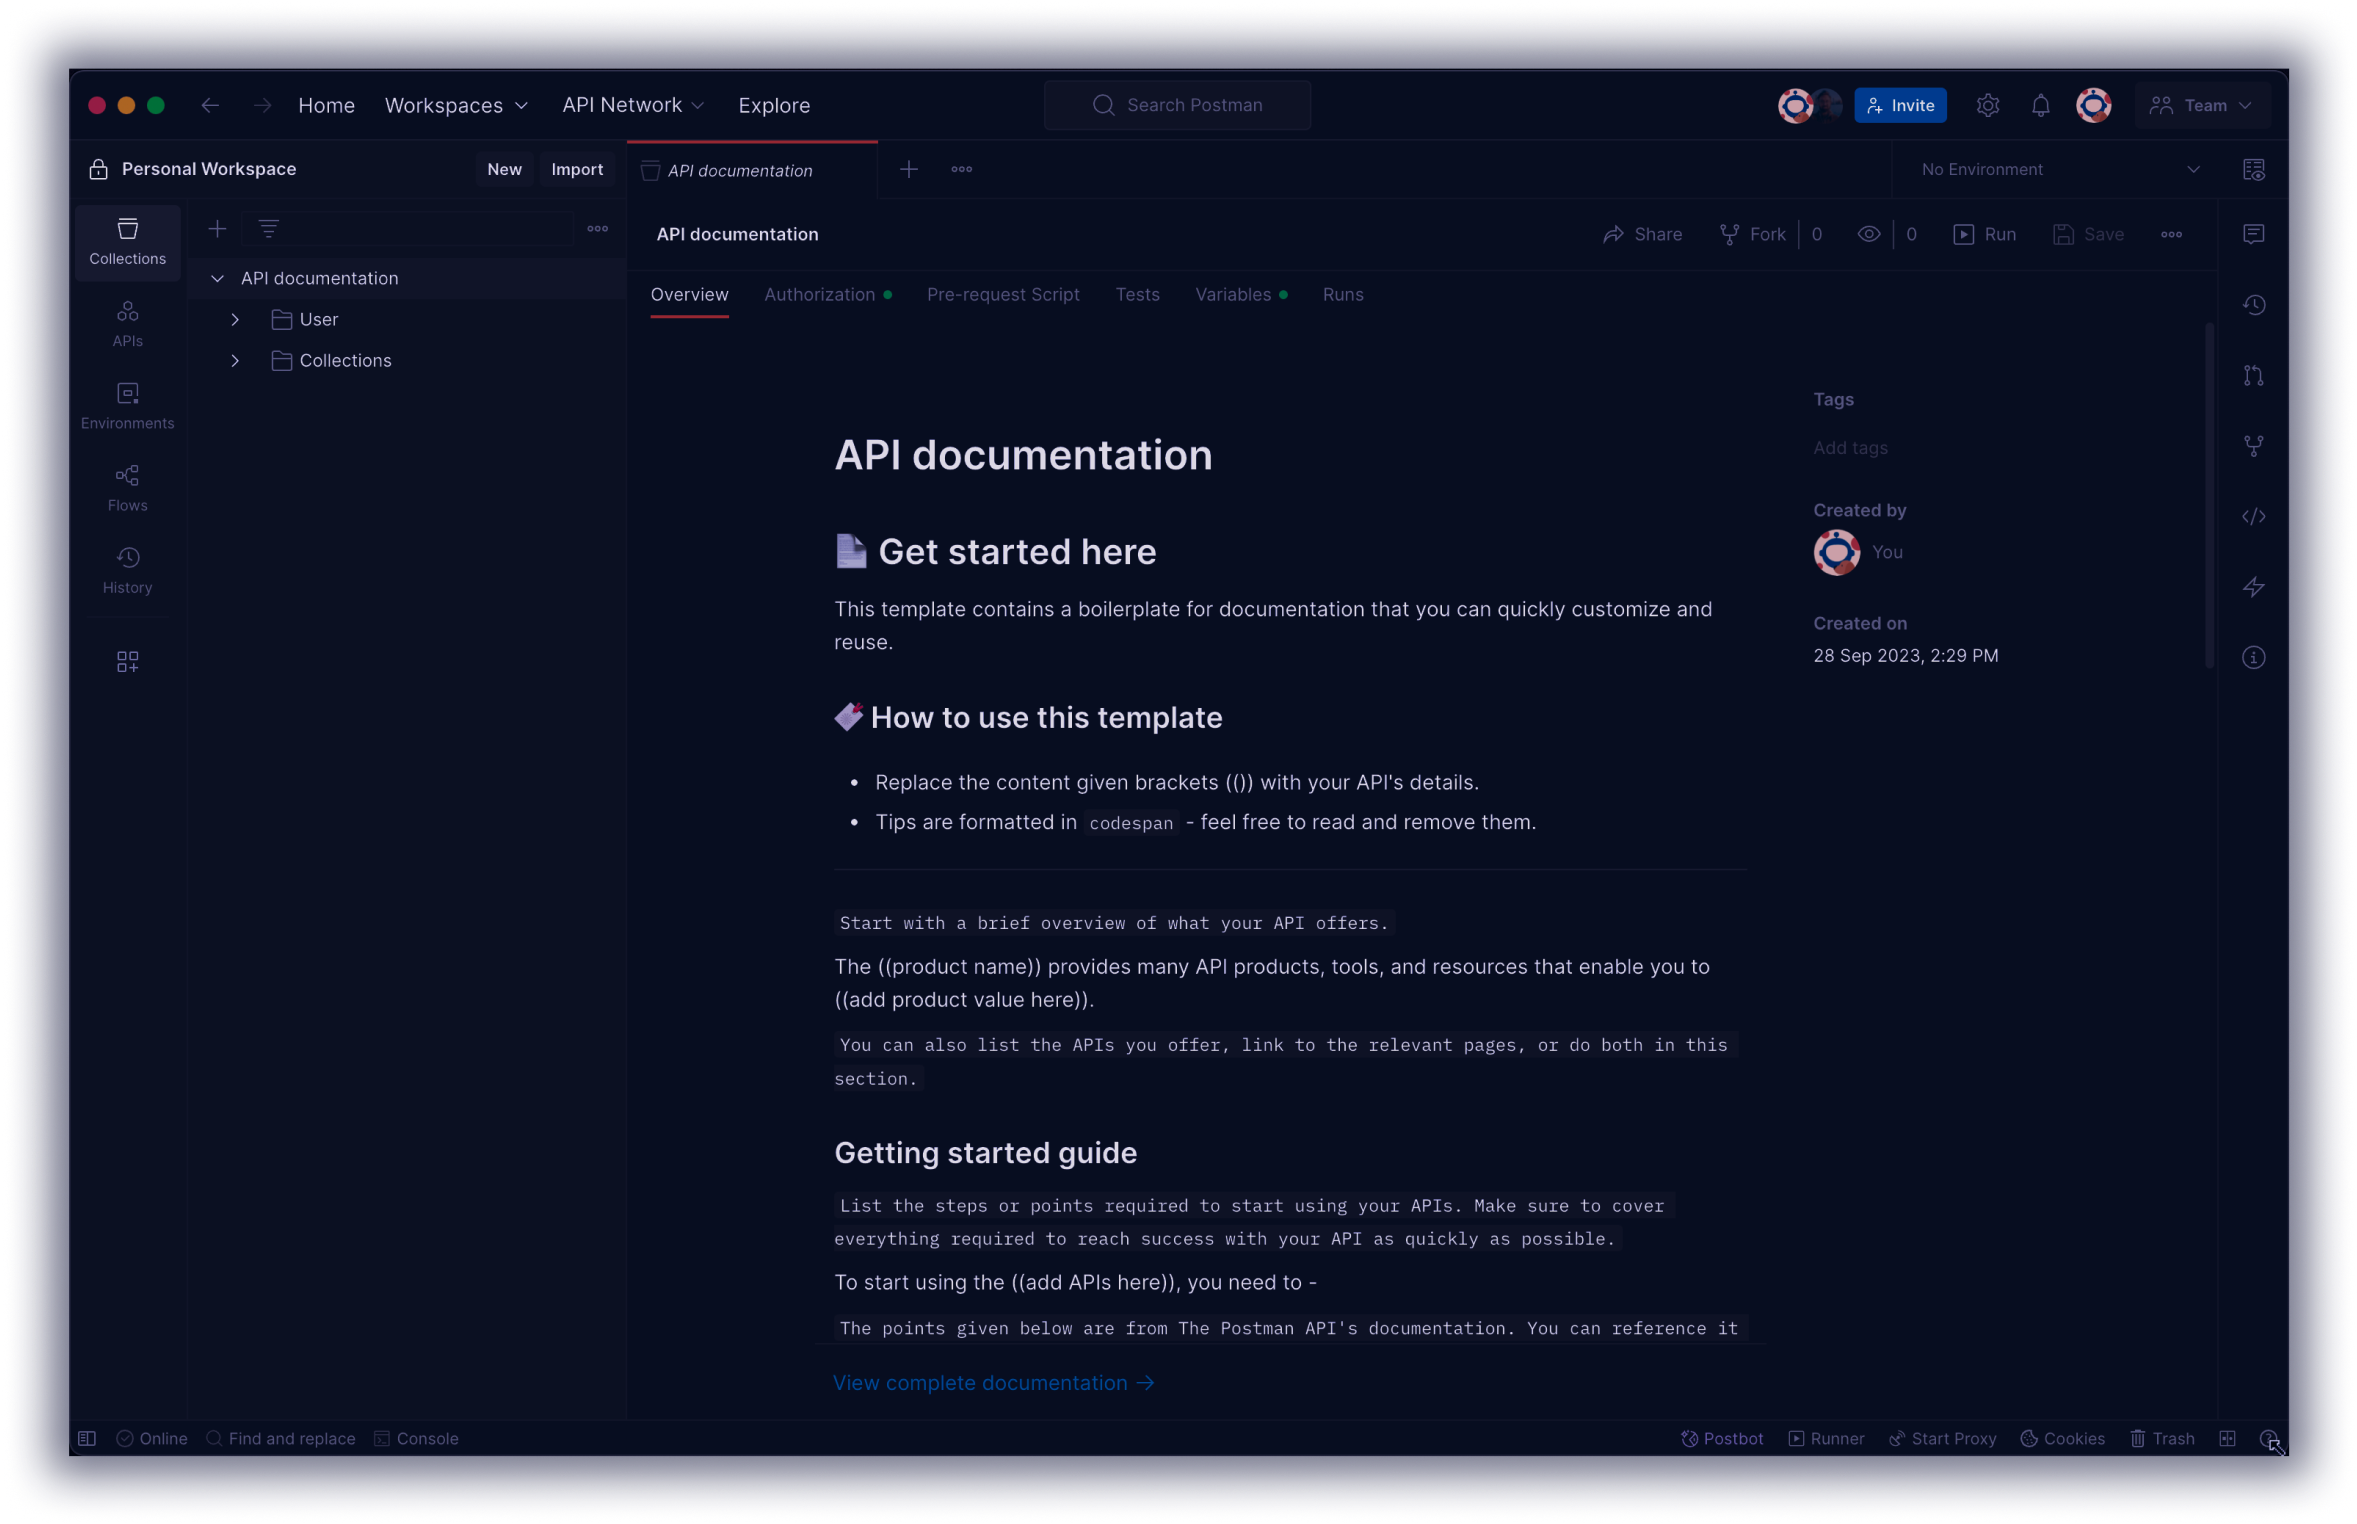 Home Workspaces API Network Explore Search Postman Invite Team
Personal Workspace New Import API documentation No Environment
Collections
APIs
Environments
Flows
History
API documentation
User
Collections
API documentation Share Fork 0 0 Run Save
Overview Authorization Pre-request Script Tests Variables Runs
API documentation
Get started here
This template contains a boilerplate for documentation that you can quickly customize and
reuse.
How to use this template
• Replace the content given brackets (()) with your API's details.
• Tips are formatted in codespan - feel free to read and remove them.
Start with a brief overview of what your API offers.
The ((product name)) provides many API products, tools, and resources that enable you to
((add product value here)).
You can also list the APIs you offer, link to the relevant pages, or do both in this
section.
Getting started guide
List the steps or points required to start using your APIs. Make sure to cover
everything required to reach success with your API as quickly as possible.
To start using the ((add APIs here)), you need to -
The points given below are from The Postman API's documentation. You can reference it
View complete documentation →
Tags
Add tags
Created by
You
Created on
28 Sep 2023, 2:29 PM
Online Find and replace Console Postbot Runner Start Proxy Cookies Trash